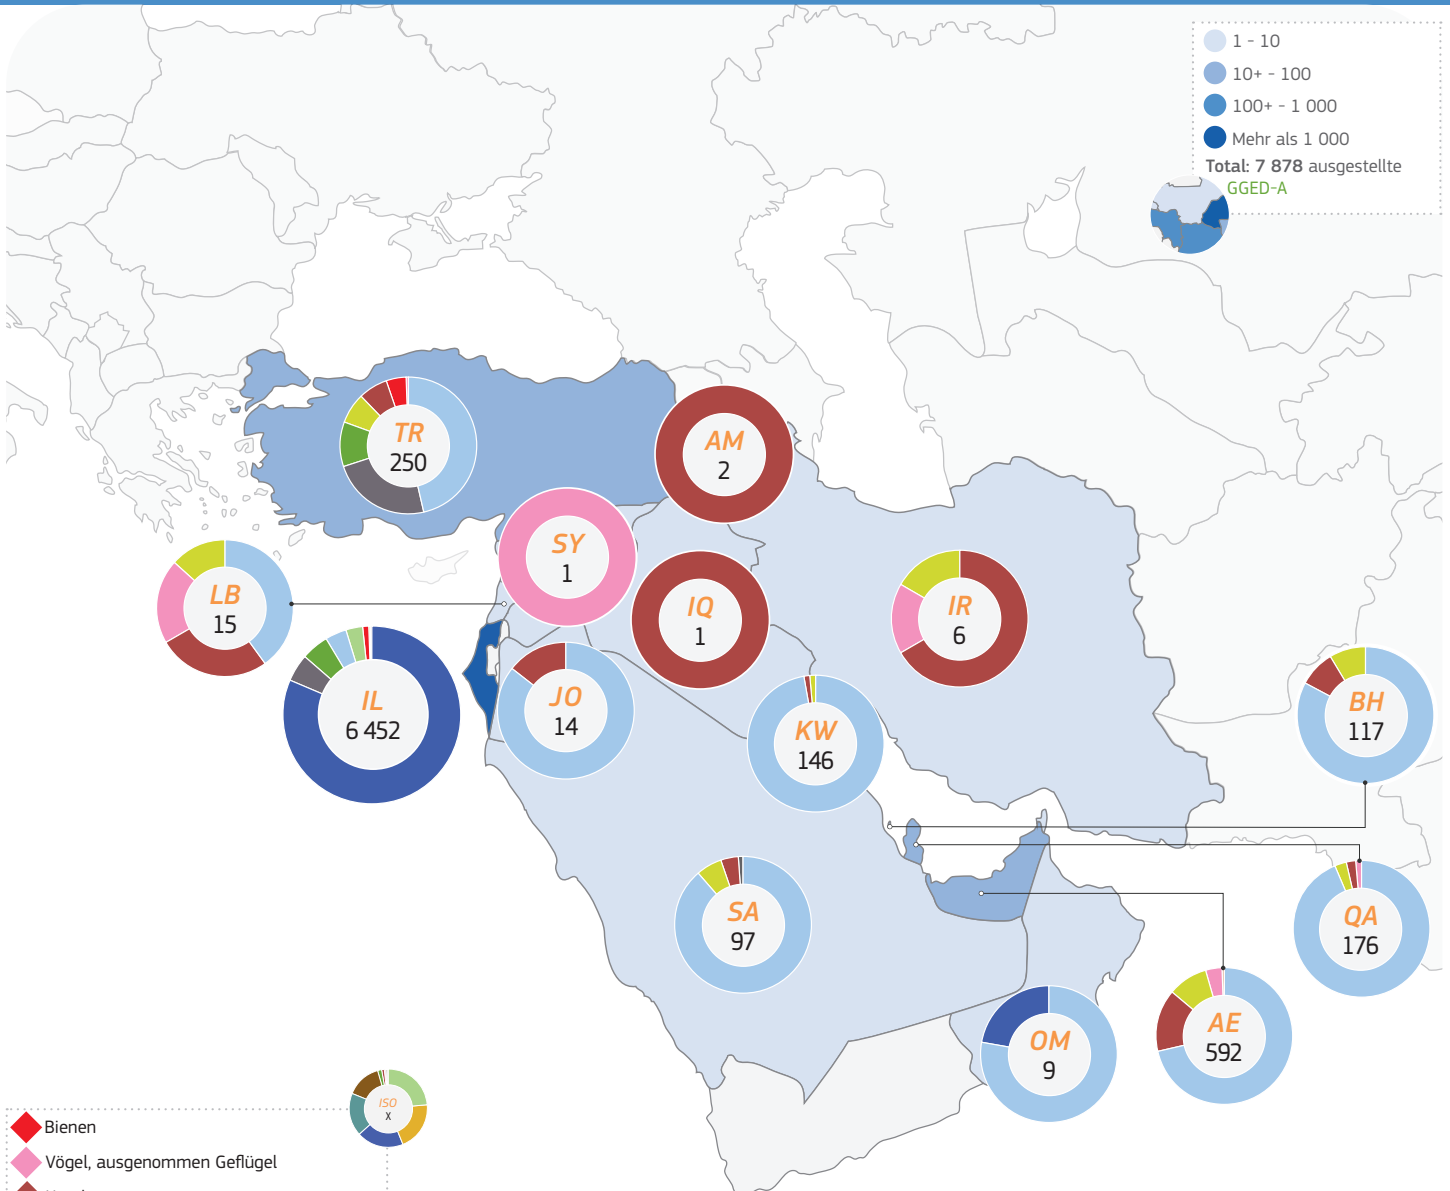 1 - 10
10+ - 100
100+ - 1 000
Mehr als 1 000
Total: 7 878 ausgestellte
GGED-A
TR
250
AM
2
SY
1
LB
15
IQ
1
IR
6
IL
6 452
JO
14
KW
146
BH
117
SA
97
QA
176
OM
9
AE
592
ISO
X
Bienen
Vögel, ausgenommen Geflügel